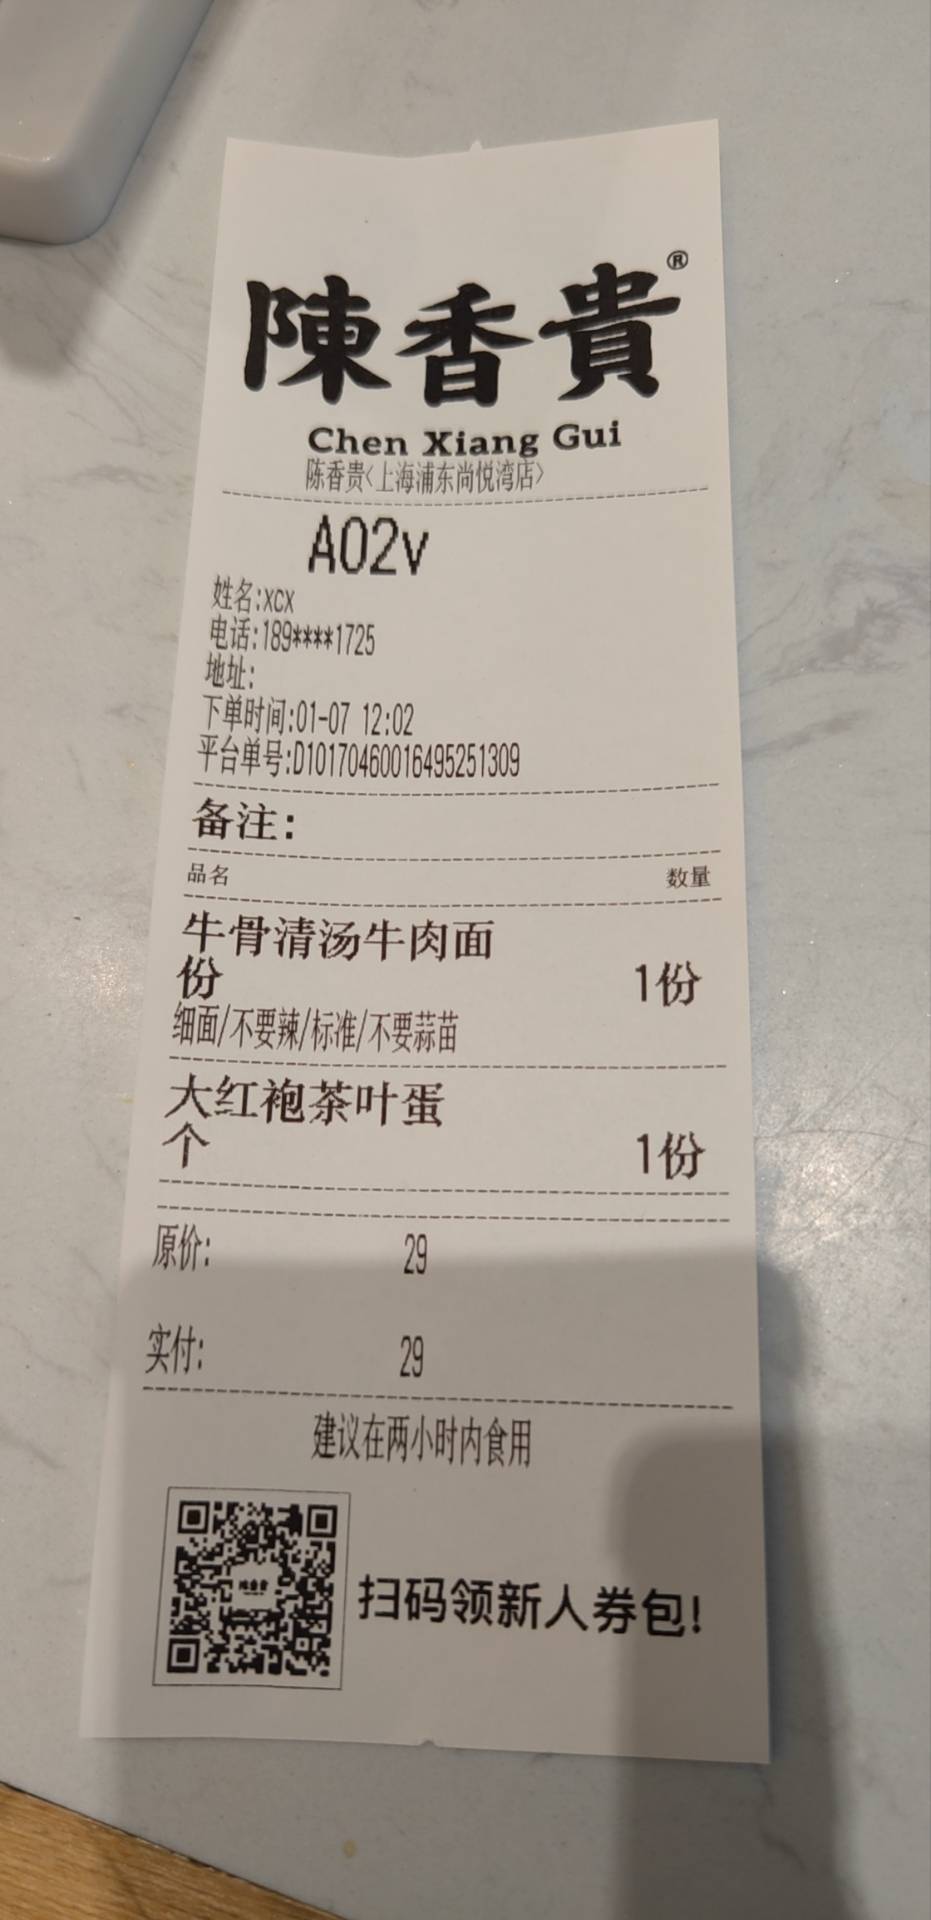 陳香貴®
Chen Xiang Gui
陈香贵<上海浦东尚悦湾店>
A02v
姓名:xcx
电话:189****1725
地址:
下单时间:01-07 12:02
平台单号:D10170460016495251309
备注:
品名 数量
牛骨清汤牛肉面
份 1份
细面/不要辣/标准/不要蒜苗
大红袍茶叶蛋
个 1份
原价: 29
实付: 29
建议在两小时内食用
扫码领新人券包!